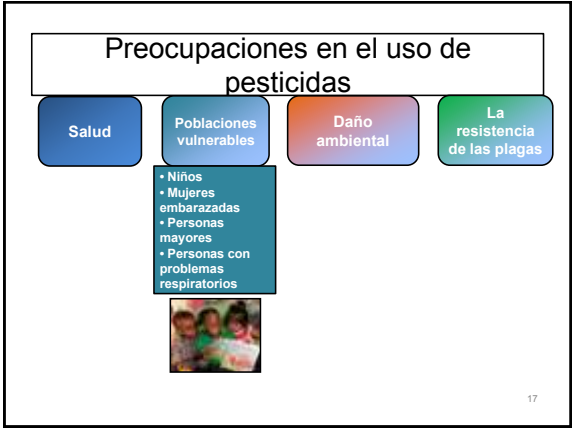 Preocupaciones en el uso de
pesticidas
Salud
Poblaciones
vulnerables
Daño
ambiental
La
resistencia
de las plagas
• Niños
• Mujeres
embarazadas
• Personas
mayores
• Personas con
problemas
respiratorios
17